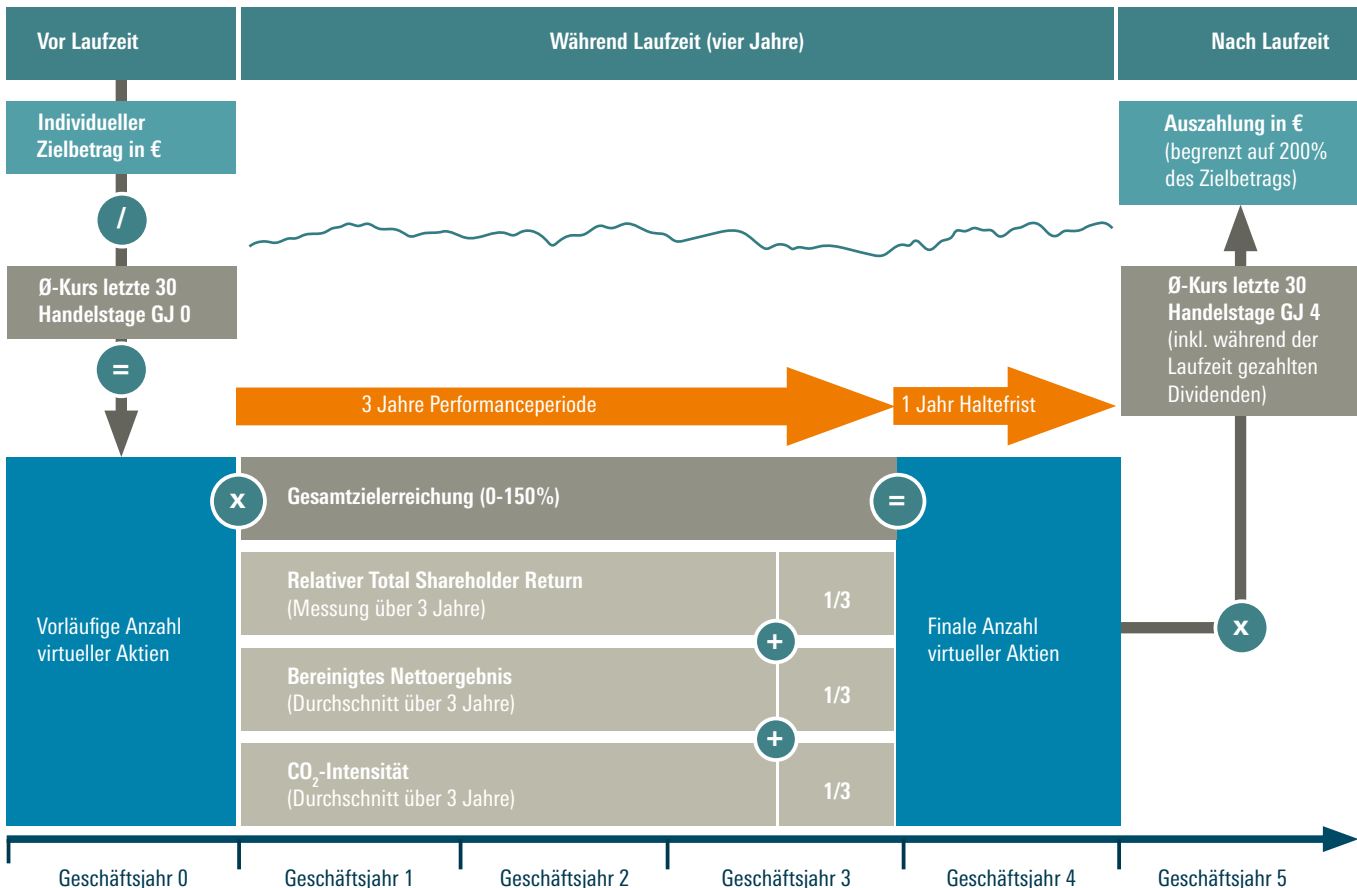 Vor Laufzeit
Während Laufzeit (vier Jahre)
Nach Laufzeit
Individueller
Zielbetrag in €
/
Ø-Kurs letzte 30
Handelstage GJ 0
=
Auszahlung in €
(begrenzt auf 200%
des Zielbetrags)
Ø-Kurs letzte 30
Handelstage GJ 4
(inkl. während der
Laufzeit gezahlten
Dividenden)
3 Jahre Performanceperiode
1 Jahr Haltefrist
x
Gesamtzielerreichung (0-150%)
=
Vorläufige Anzahl
virtueller Aktien
Relativer Total Shareholder Return
(Messung über 3 Jahre)
1/3
+
Bereinigtes Nettoergebnis
(Durchschnitt über 3 Jahre)
1/3
+
CO₂-Intensität
(Durchschnitt über 3 Jahre)
1/3
Finale Anzahl
virtueller Aktien
x
Geschäftsjahr 0
Geschäftsjahr 1
Geschäftsjahr 2
Geschäftsjahr 3
Geschäftsjahr 4
Geschäftsjahr 5